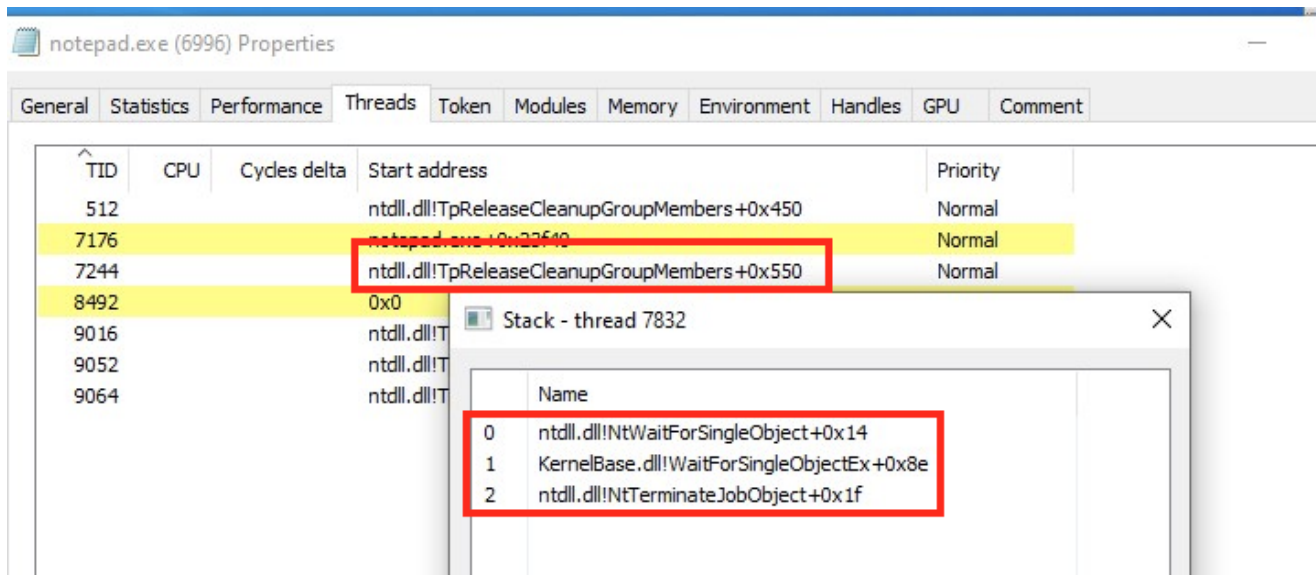 notepad.exe (6996) Properties
General Statistics Performance Threads Token Modules Memory Environment Handles GPU Comment
TID CPU Cycles delta Start address Priority
512 ntdll.dll!TpReleaseCleanupGroupMembers+0x450 Normal
7176 notepad.exe+0x23f40 Normal
7244 ntdll.dll!TpReleaseCleanupGroupMembers+0x550 Normal
8492 0x0
9016 ntdll.dll!T
9052 ntdll.dll!T
9064 ntdll.dll!T
Stack - thread 7832
Name
0 ntdll.dll!NtWaitForSingleObject+0x14
1 KernelBase.dll!WaitForSingleObjectEx+0x8e
2 ntdll.dll!NtTerminateJobObject+0x1f